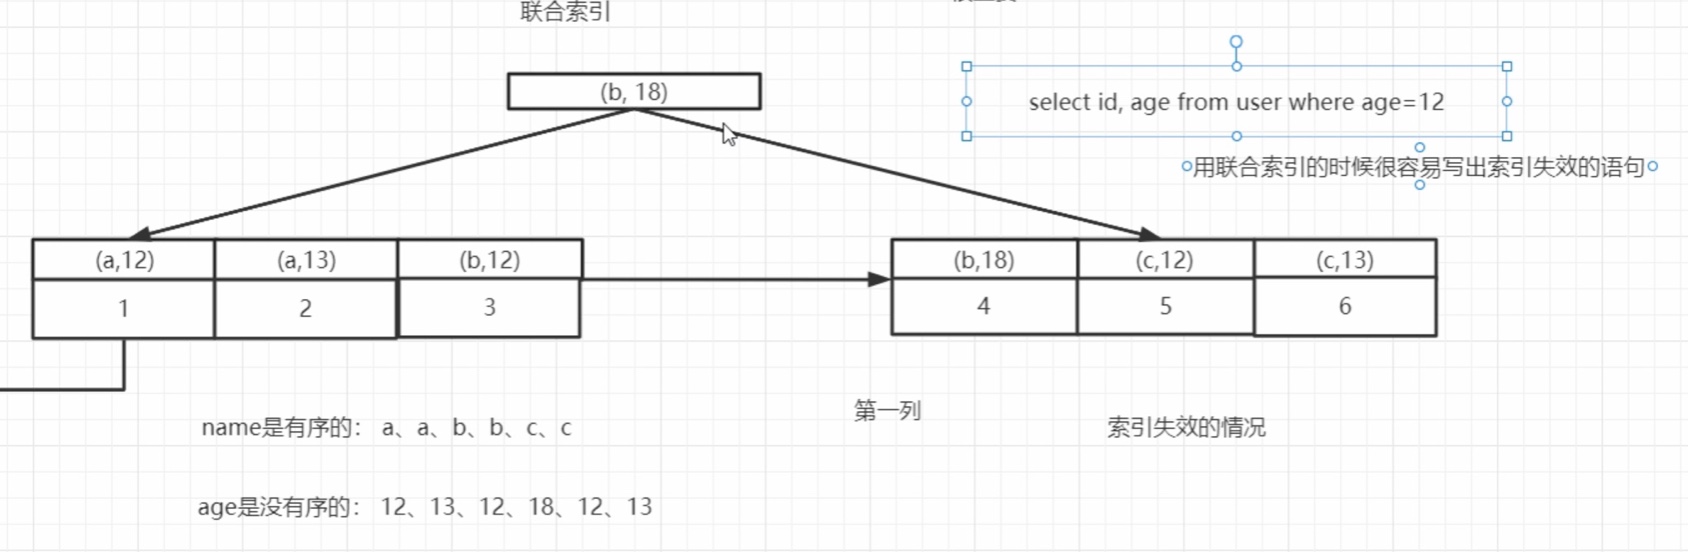 联合索引
(b, 18)
select id, age from user where age=12
用联合索引的时候很容易写出索引失效的语句
(a,12) (a,13) (b,12) (b,18) (c,12) (c,13)
1 2 3 4 5 6
第一列
name是有序的： a、a、b、b、c、c
索引失效的情况
age是没有序的： 12、13、12、18、12、13